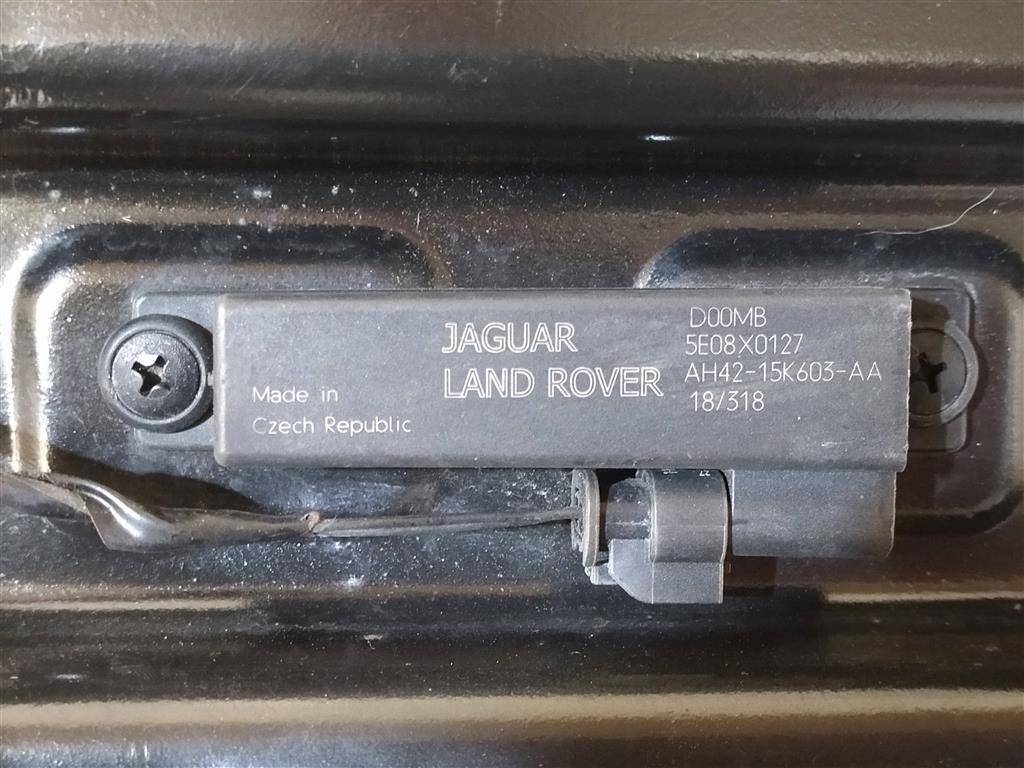 JAGUAR
LAND ROVER
Made in
Czech Republic
D00MB
5E08X0127
AH42-15K603-AA
18/318